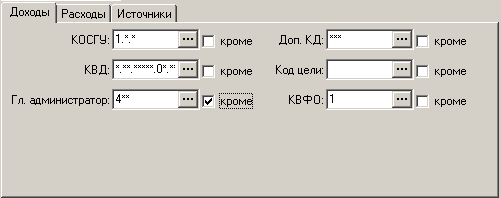 Доходы Расходы Источники
КОСГУ: 1.*.* ... кроме Доп. КД: *** ... кроме
КВД: *.**.*****.0*.** ... кроме Код цели: ... кроме
Гл. администратор: 4** ... кроме КВФО: 1 ... кроме